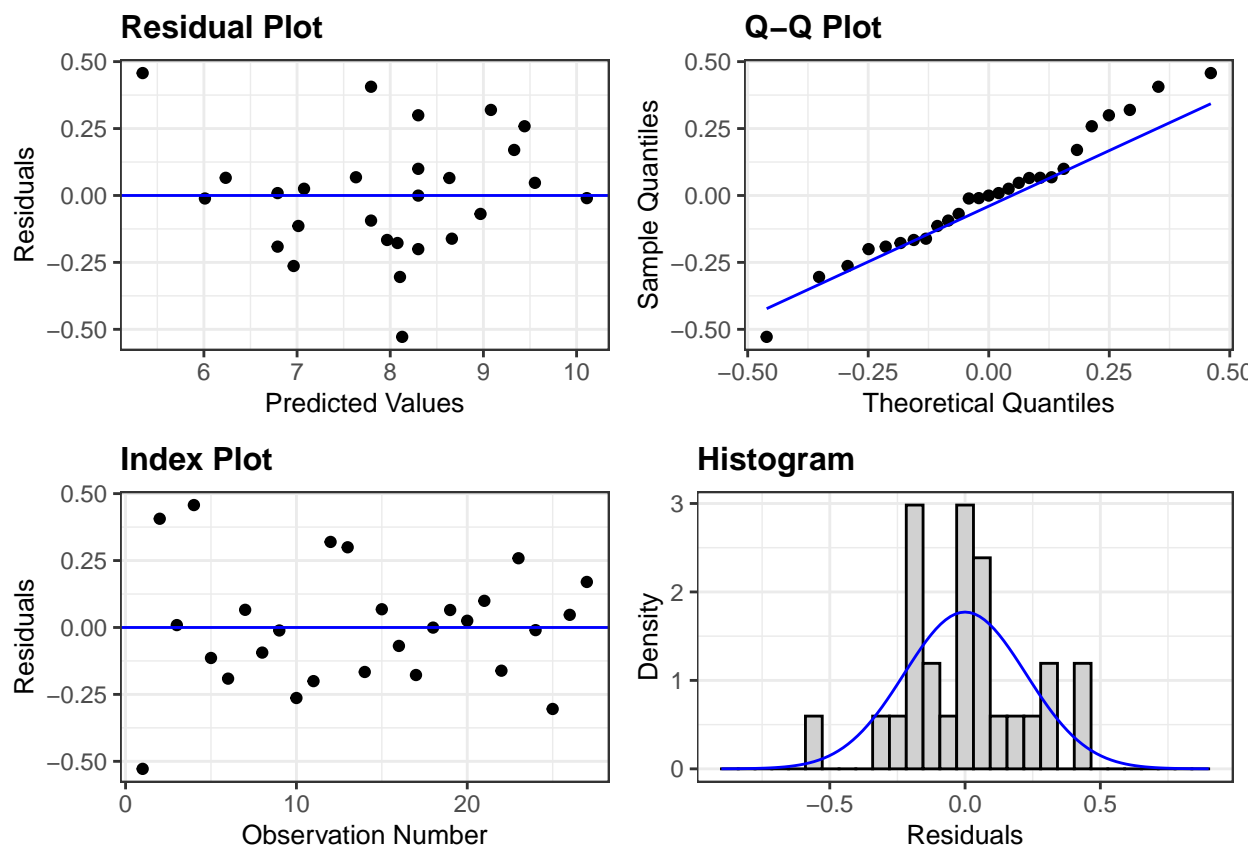 Residual Plot
0.50
0.25
0.00
−0.25
−0.50
Residuals
6 7 8 9 10
Predicted Values
Q−Q Plot
0.50
0.25
0.00
−0.25
−0.50
Sample Quantiles
−0.50 −0.25 0.00 0.25 0.50
Theoretical Quantiles
Index Plot
0.50
0.25
0.00
−0.25
−0.50
Residuals
0 10 20
Observation Number
Histogram
3
2
1
0
Density
−0.5 0.0 0.5
Residuals